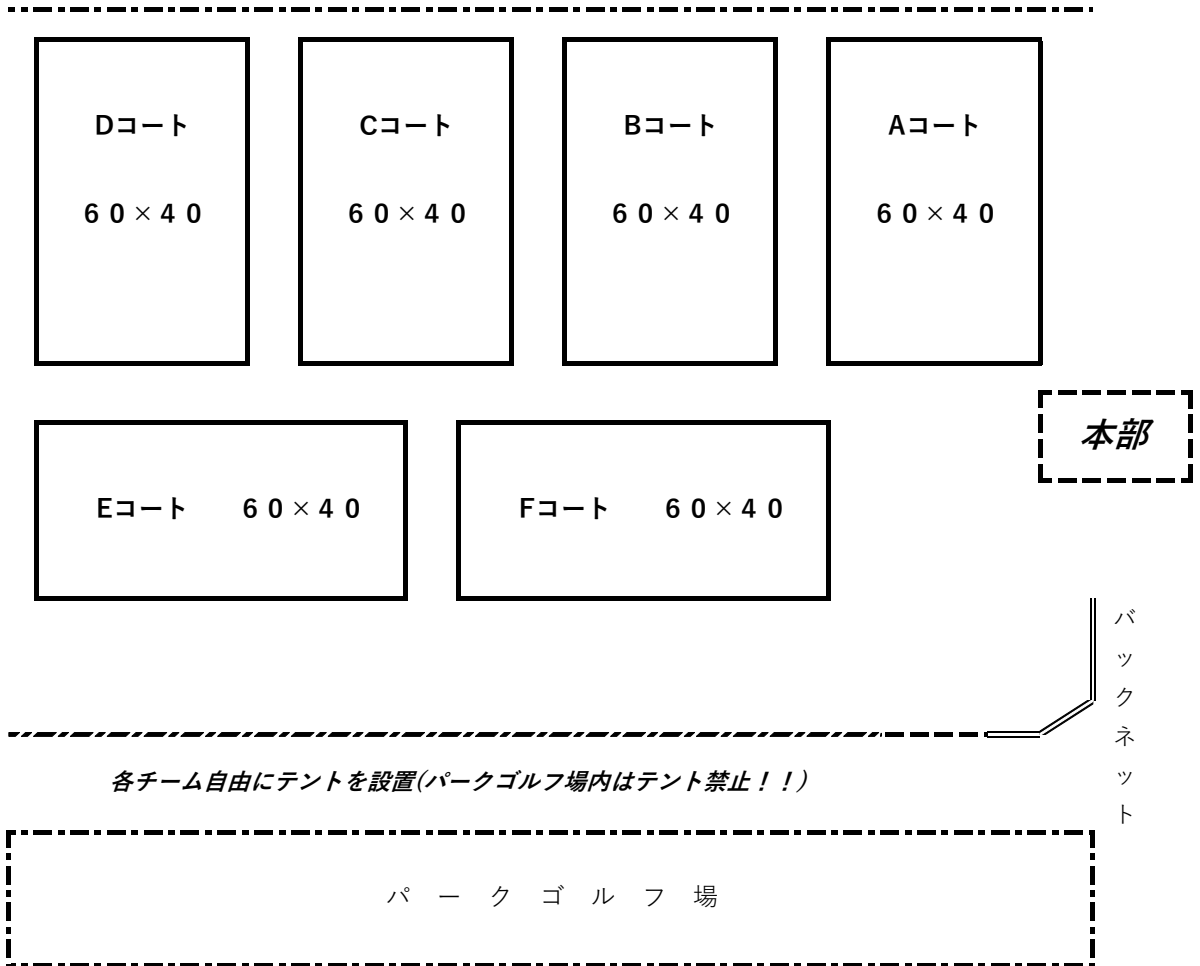 Dコート
Cコート
Bコート
Aコート
６０×４０
６０×４０
６０×４０
６０×４０
本部
Eコート　　６０×４０
Fコート　　６０×４０
バックネット
各チーム自由にテントを設置(パークゴルフ場内はテント禁止！！)
パ　ー　ク　ゴ　ル　フ　場